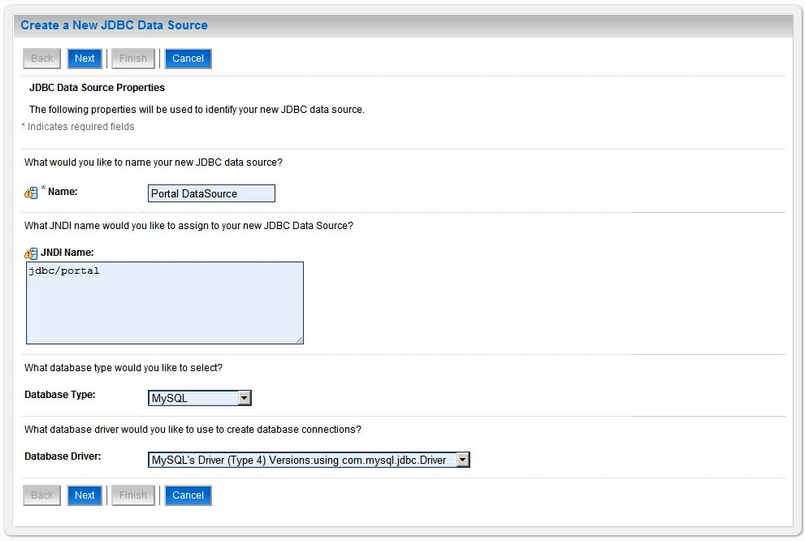 Create a New JDBC Data Source
Back Next Finish Cancel
JDBC Data Source Properties
The following properties will be used to identify your new JDBC data source.
* Indicates required fields
What would you like to name your new JDBC data source?
* Name: Portal DataSource
What JNDI name would you like to assign to your new JDBC Data Source?
JNDI Name:
jdbc/portal
What database type would you like to select?
Database Type: MySQL
What database driver would you like to use to create database connections?
Database Driver: MySQL's Driver (Type 4) Versions:using com.mysql.jdbc.Driver
Back Next Finish Cancel